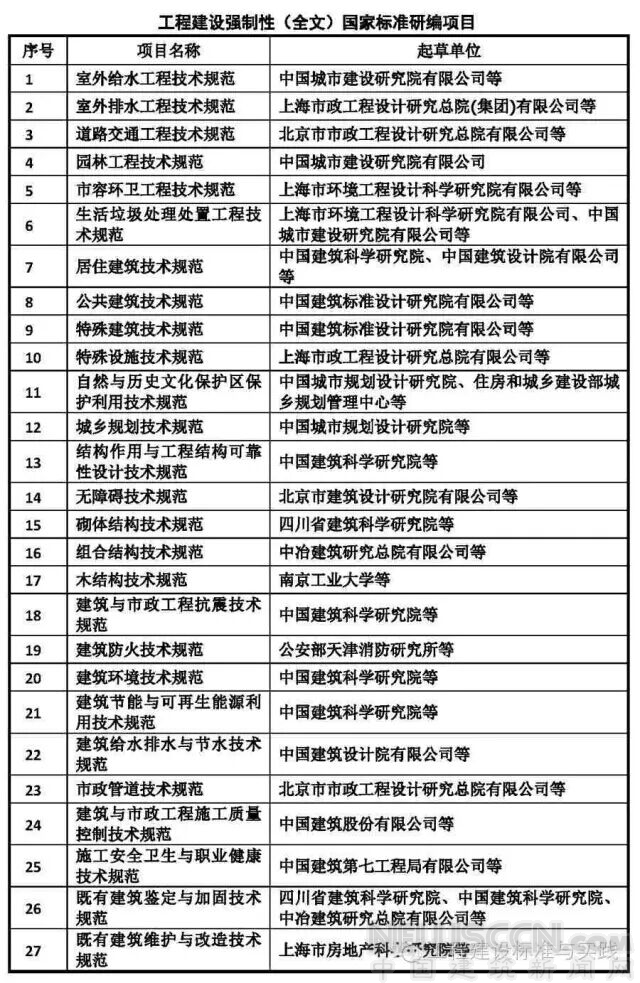 工程建设强制性（全文）国家标准研编项目
序号 项目名称 起草单位
1 室外给水工程技术规范 中国城市建设研究院有限公司等
2 室外排水工程技术规范 上海市政工程设计研究总院(集团)有限公司等
3 道路交通工程技术规范 北京市市政工程设计研究总院有限公司等
4 园林工程技术规范 中国城市建设研究院有限公司
5 市容环卫工程技术规范 上海市环境工程设计科学研究院有限公司等
6 生活垃圾处理处置工程技术规范 上海市环境工程设计科学研究院有限公司、中国城市建设研究院有限公司等
7 居住建筑技术规范 中国建筑科学研究院、中国建筑设计院有限公司等
8 公共建筑技术规范 中国建筑标准设计研究院有限公司等
9 特殊建筑技术规范 中国建筑标准设计研究院有限公司等
10 特殊设施技术规范 上海市政工程设计研究总院有限公司等
11 自然与历史文化保护区保护利用技术规范 中国城市规划设计研究院、住房和城乡建设部城乡规划管理中心等
12 城乡规划技术规范 中国城市规划设计研究院等
13 结构作用与工程结构可靠性设计技术规范 中国建筑科学研究院等
14 无障碍技术规范 北京市建筑设计研究院有限公司等
15 砌体结构技术规范 四川省建筑科学研究院等
16 组合结构技术规范 中冶建筑研究总院有限公司等
17 木结构技术规范 南京工业大学等
18 建筑与市政工程抗震技术规范 中国建筑科学研究院等
19 建筑防火技术规范 公安部天津消防研究所等
20 建筑环境技术规范 中国建筑科学研究院等
21 建筑节能与可再生能源利用技术规范 中国建筑科学研究院等
22 建筑给水排水与节水技术规范 中国建筑设计院有限公司等
23 市政管道技术规范 北京市市政工程设计研究总院有限公司等
24 建筑与市政工程施工质量控制技术规范 中国建筑股份有限公司等
25 施工安全卫生与职业健康技术规范 中国建筑第七工程局有限公司等
26 既有建筑鉴定与加固技术规范 四川省建筑科学研究院、中国建筑科学研究院、中冶建筑研究总院有限公司等
27 既有建筑维护与改造技术规范 上海市房地产科学研究院等
建设标准与实践
NEWSCCN.COM
中国建筑新闻网